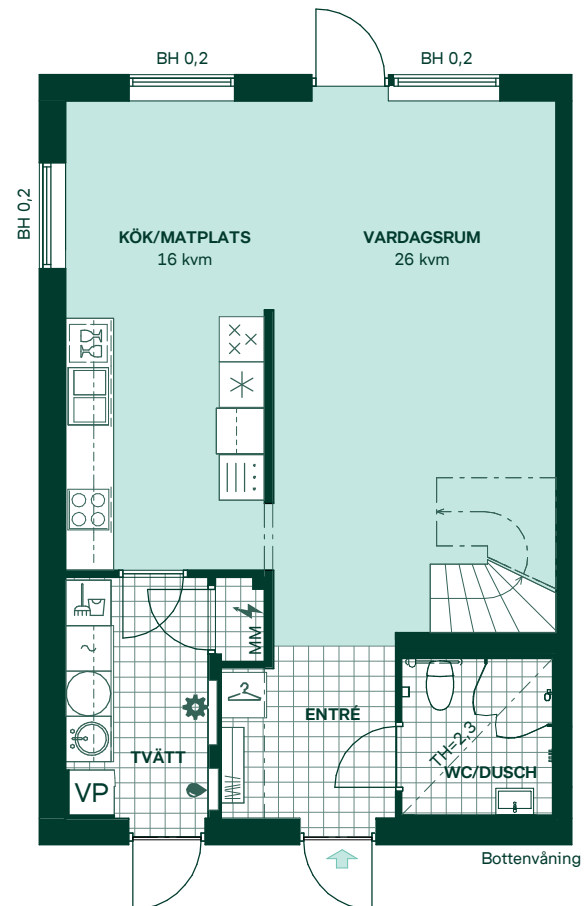 BH 0,2
BH 0,2
BH 0,2
KÖK/MATPLATS
16 kvm
VARDAGSRUM
26 kvm
MM
ENTRÉ
TVÄTT
VP
TH=2,3
WC/DUSCH
Bottenvåning